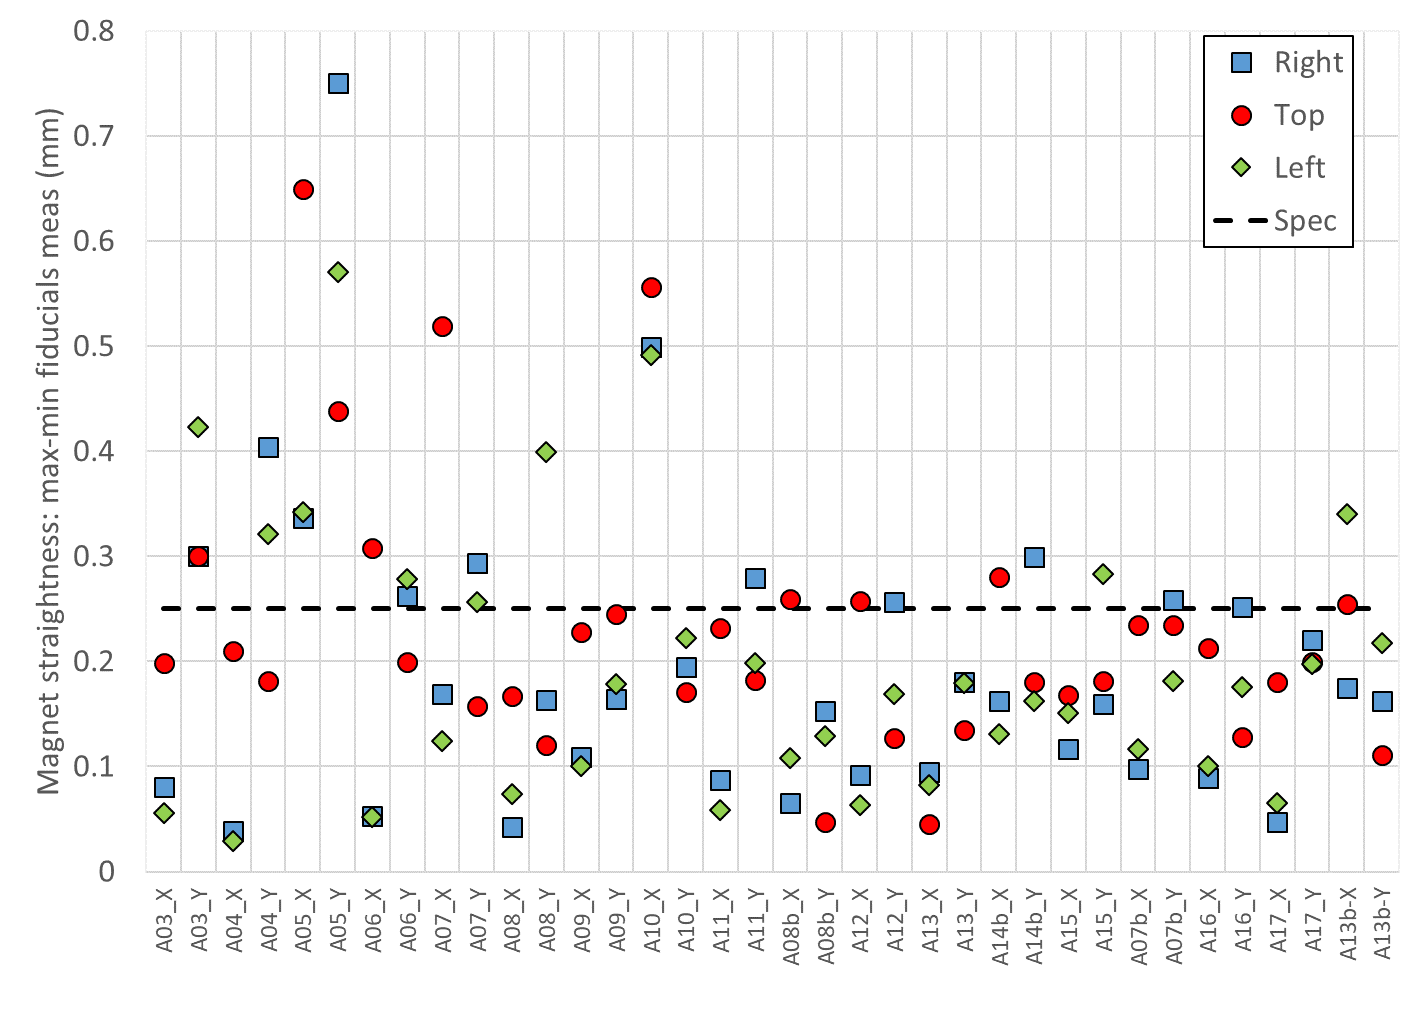 Magnet straightness: max-min fiducials meas (mm)
0.8
0.7
0.6
0.5
0.4
0.3
0.2
0.1
0
Right
Top
Left
Spec
A03_X
A03_Y
A04_X
A04_Y
A05_X
A05_Y
A06_X
A06_Y
A07_X
A07_Y
A08_X
A08_Y
A09_X
A09_Y
A10_X
A10_Y
A11_X
A11_Y
A08b_X
A08b_Y
A12_X
A12_Y
A13_X
A13_Y
A14b_X
A14b_Y
A15_X
A15_Y
A07b_X
A07b_Y
A16_X
A16_Y
A17_X
A17_Y
A13b-X
A13b-Y